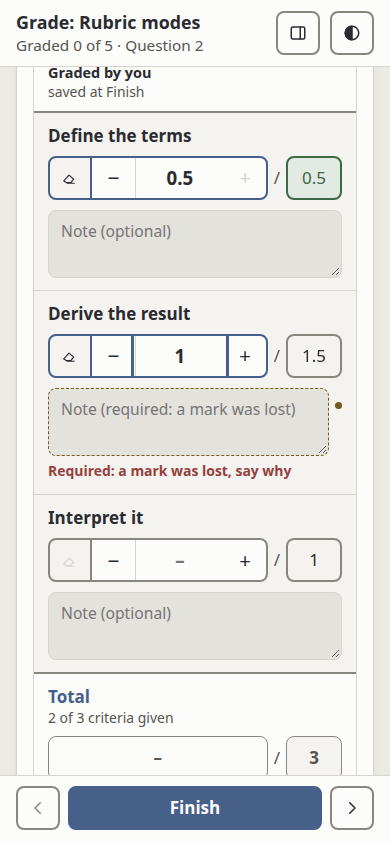 Grade: Rubric modes
Graded 0 of 5 · Question 2
Graded by you
saved at Finish
Define the terms
− 0.5 + / 0.5
Note (optional)
Derive the result
− 1 + / 1.5
Note (required: a mark was lost)
Required: a mark was lost, say why
Interpret it
− – + / 1
Note (optional)
Total
2 of 3 criteria given
– / 3
Finish